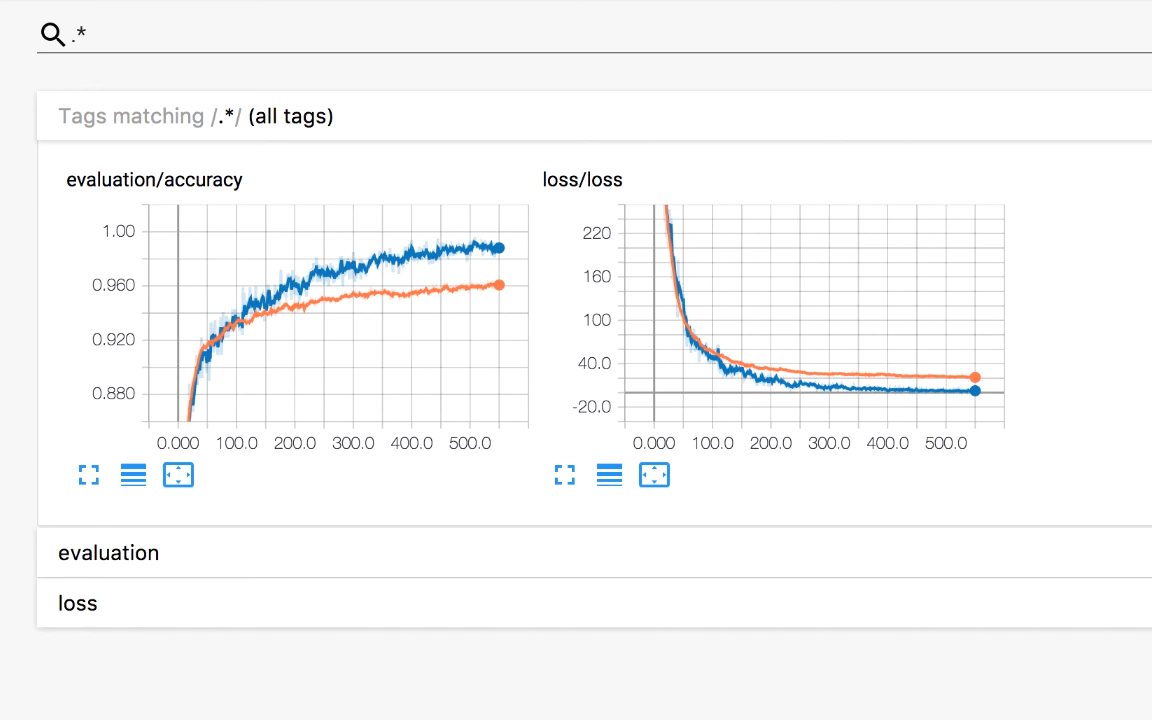 .*
Tags matching /.*/ (all tags)
evaluation/accuracy
1.00
0.960
0.920
0.880
0.000 100.0 200.0 300.0 400.0 500.0
loss/loss
220
160
100
40.0
-20.0
0.000 100.0 200.0 300.0 400.0 500.0
evaluation
loss